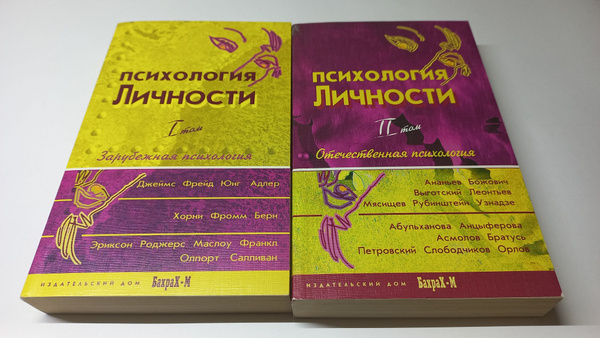 ПСИХОЛОГИЯ
ЛИЧНОСТИ
I том
Зарубежная психология
Джеймс Фрейд Юнг Адлер
Хорни Фромм Берн
Эриксон Роджерс Маслоу Франкл
Олпорт Салливан
ИЗДАТЕЛЬСКИЙ ДОМ БахраХ-М
ПСИХОЛОГИЯ
ЛИЧНОСТИ
II том
Отечественная психология
Ананьев Божович
Выготский Леонтьев
Мясищев Рубинштейн Узнадзе
Абульханова Анцыферова
Асмолов Братусь
Петровский Слободчиков Орлов
ИЗДАТЕЛЬСКИЙ ДОМ БахраХ-М